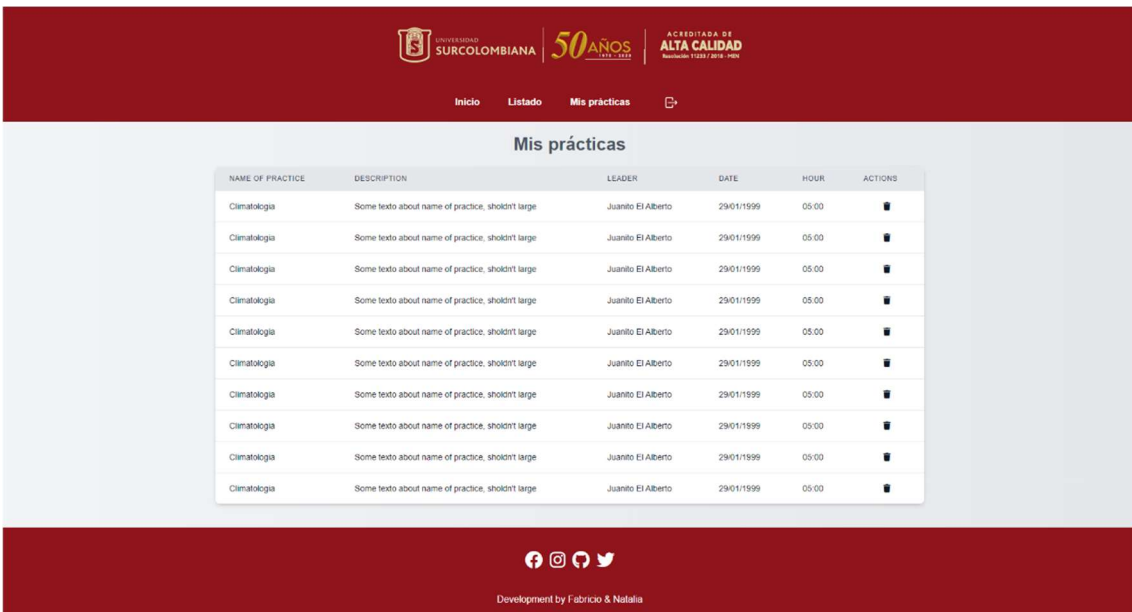 UNIVERSIDAD
SURCOLOMBIANA
50 AÑOS
1970 - 2020
ACREDITADA DE
ALTA CALIDAD
Resolución 11233 / 2018 - MEN
Inicio Listado Mis prácticas
Mis prácticas
NAME OF PRACTICE DESCRIPTION LEADER DATE HOUR ACTIONS
Climatologia Some texto about name of practice, sholdn't large Juanito El Alberto 29/01/1999 05:00
Climatologia Some texto about name of practice, sholdn't large Juanito El Alberto 29/01/1999 05:00
Climatologia Some texto about name of practice, sholdn't large Juanito El Alberto 29/01/1999 05:00
Climatologia Some texto about name of practice, sholdn't large Juanito El Alberto 29/01/1999 05:00
Climatologia Some texto about name of practice, sholdn't large Juanito El Alberto 29/01/1999 05:00
Climatologia Some texto about name of practice, sholdn't large Juanito El Alberto 29/01/1999 05:00
Climatologia Some texto about name of practice, sholdn't large Juanito El Alberto 29/01/1999 05:00
Climatologia Some texto about name of practice, sholdn't large Juanito El Alberto 29/01/1999 05:00
Climatologia Some texto about name of practice, sholdn't large Juanito El Alberto 29/01/1999 05:00
Climatologia Some texto about name of practice, sholdn't large Juanito El Alberto 29/01/1999 05:00
Development by Fabricio & Natalia